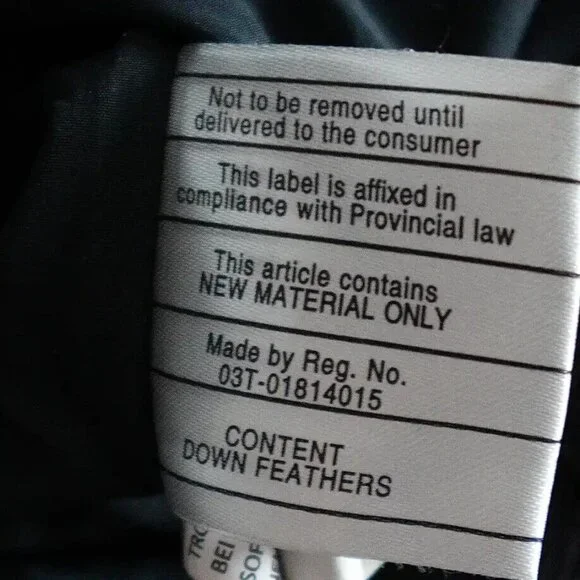 Not to be removed until
delivered to the consumer
This label is affixed in
compliance with Provincial law
This article contains
NEW MATERIAL ONLY
Made by Reg. No.
03T-01814015
CONTENT
DOWN FEATHERS